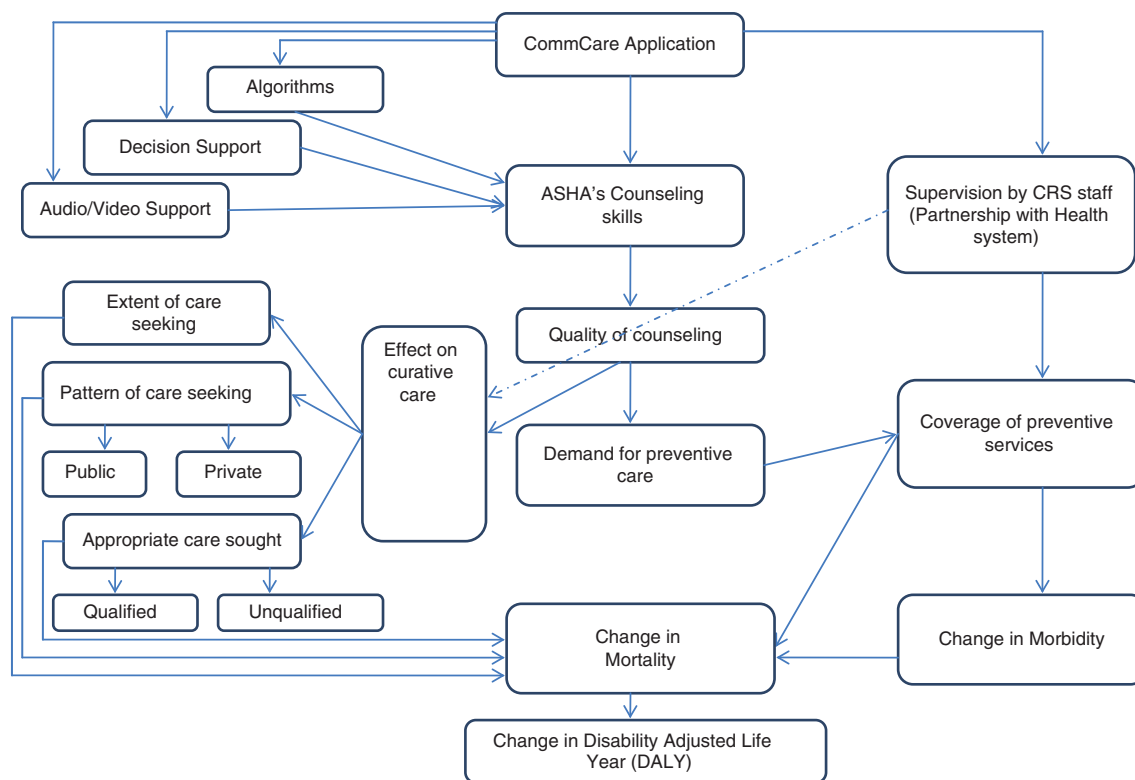 CommCare Application
Algorithms
Decision Support
Audio/Video Support
ASHA's Counseling
skills
Supervision by CRS staff
(Partnership with Health
system)
Extent of care
seeking
Effect on
curative
care
Quality of counseling
Pattern of care seeking
Public
Private
Demand for preventive
care
Coverage of preventive
services
Appropriate care sought
Qualified
Unqualified
Change in
Mortality
Change in Morbidity
Change in Disability Adjusted Life
Year (DALY)